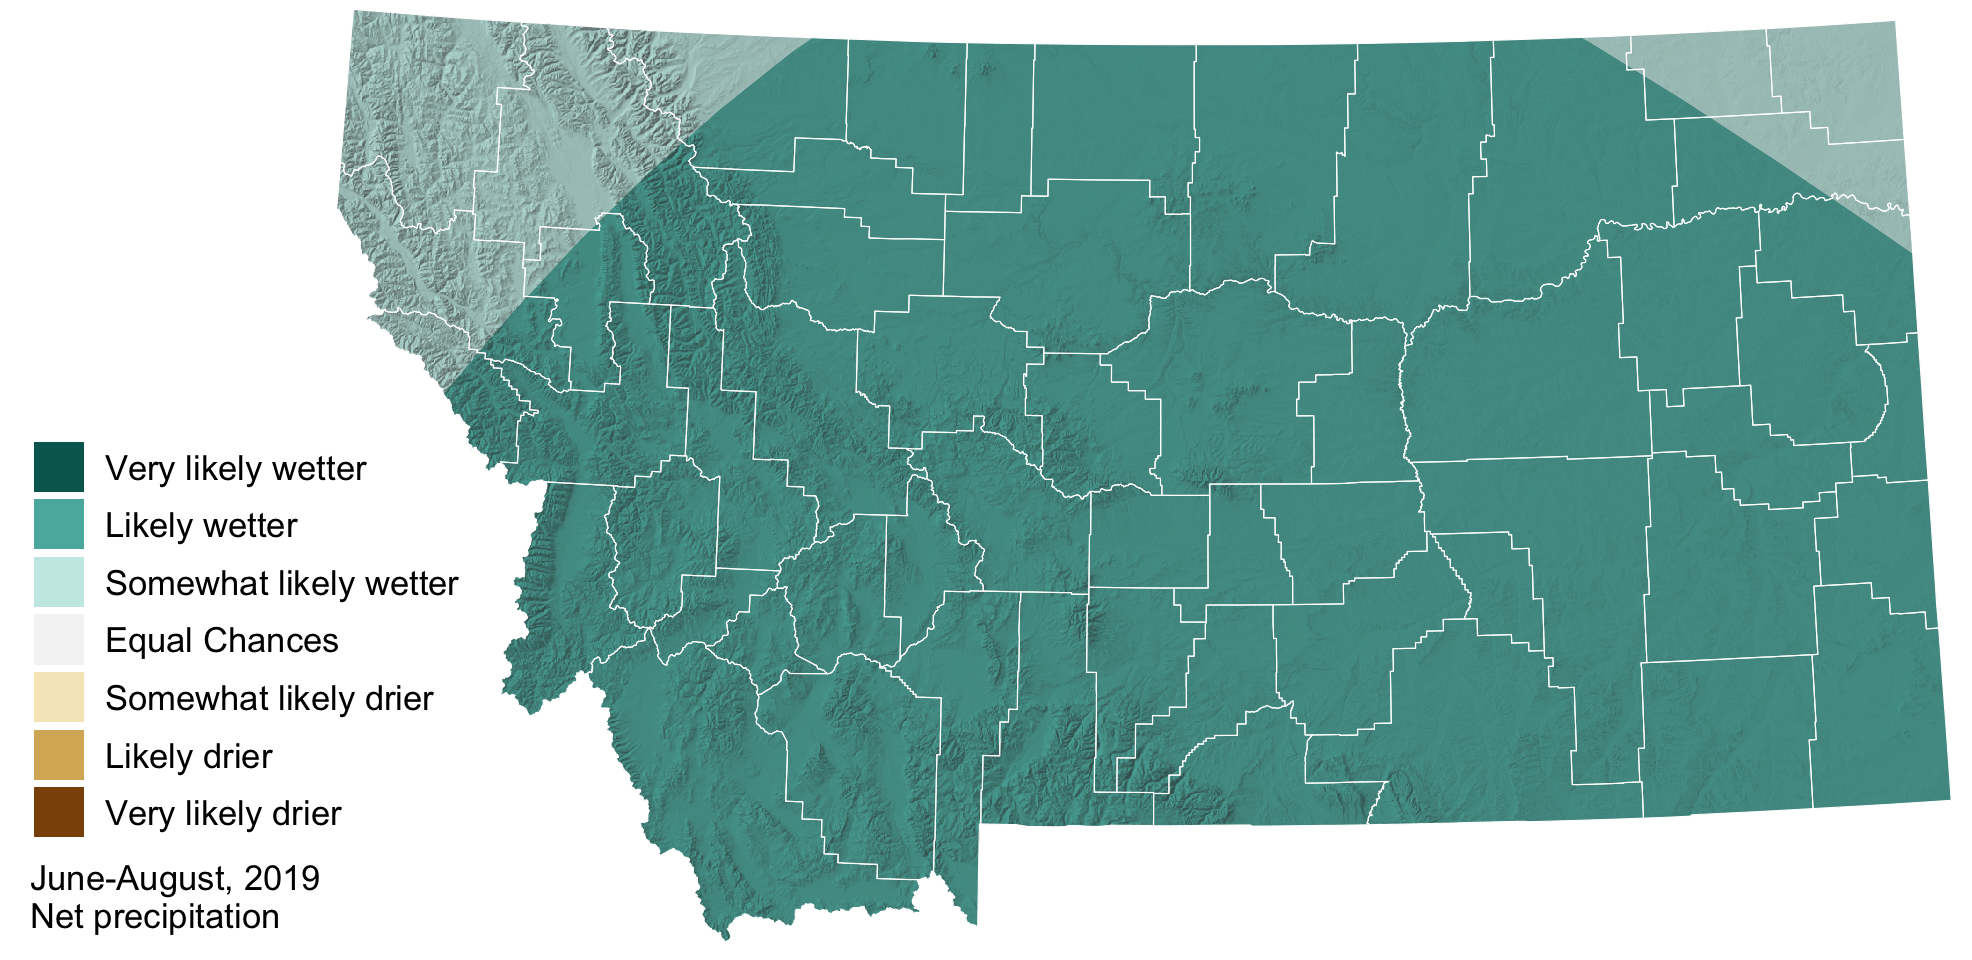 Very likely wetter
Likely wetter
Somewhat likely wetter
Equal Chances
Somewhat likely drier
Likely drier
Very likely drier
June-August, 2019
Net precipitation